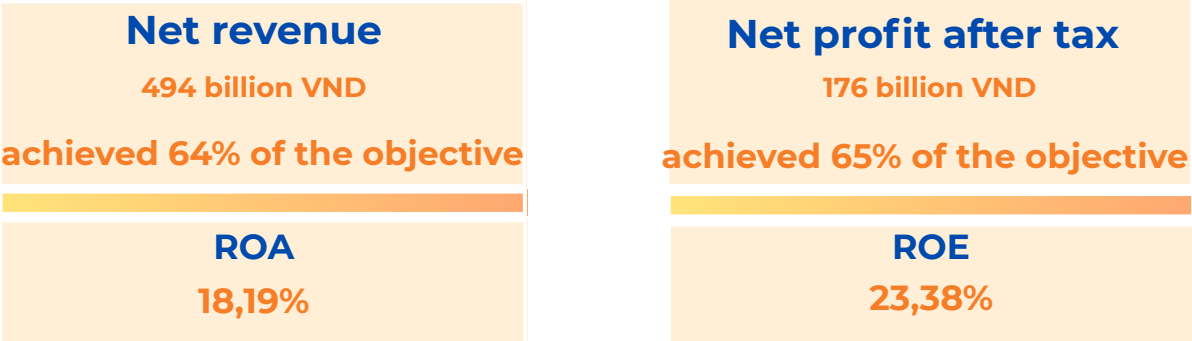 Net revenue
494 billion VND
achieved 64% of the objective
ROA
18,19%
Net profit after tax
176 billion VND
achieved 65% of the objective
ROE
23,38%